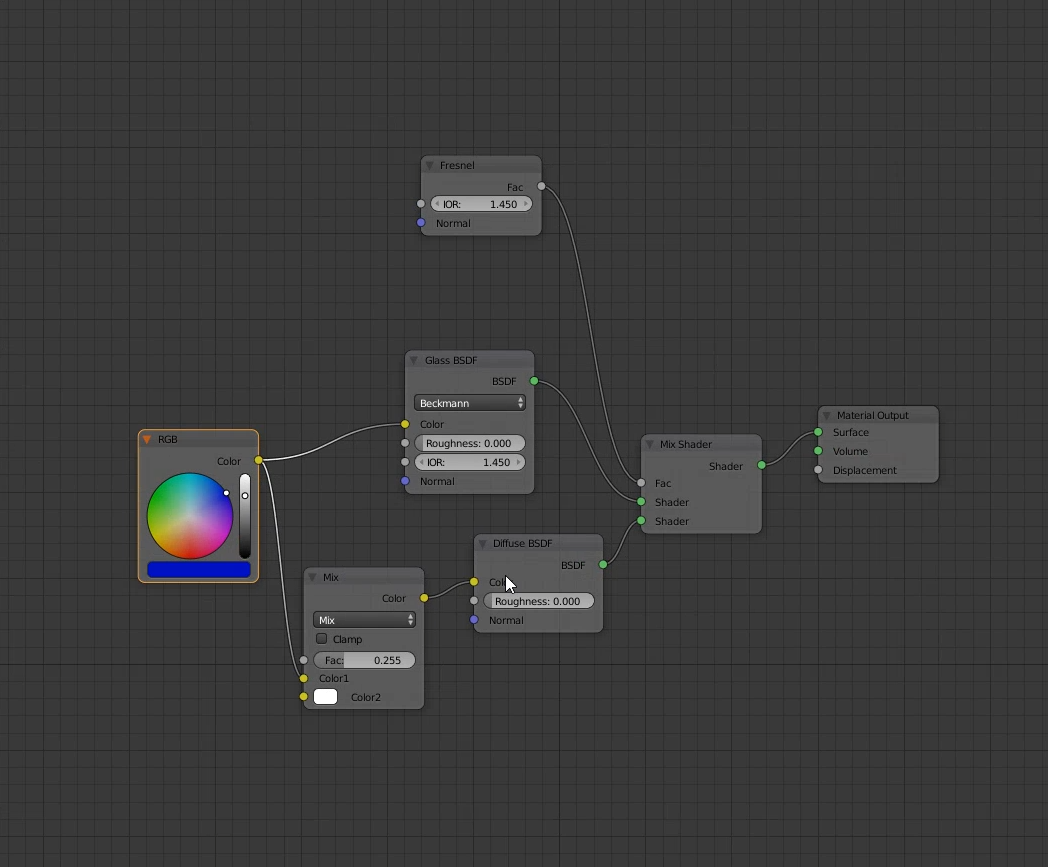 Fresnel
Fac
IOR: 1.450
Normal
Glass BSDF
BSDF
Beckmann
Color
Roughness: 0.000
IOR: 1.450
Normal
RGB
Color
Mix Shader
Shader
Fac
Shader
Shader
Material Output
Surface
Volume
Displacement
Diffuse BSDF
BSDF
Roughness: 0.000
Normal
Mix
Color
Mix
Clamp
Fac: 0.255
Color1
Color2